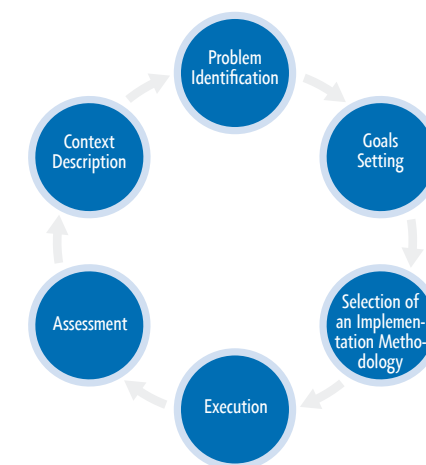 Problem
Identification
Goals
Setting
Selection of
an Implemen-
tation Metho-
dology
Execution
Assessment
Context
Description